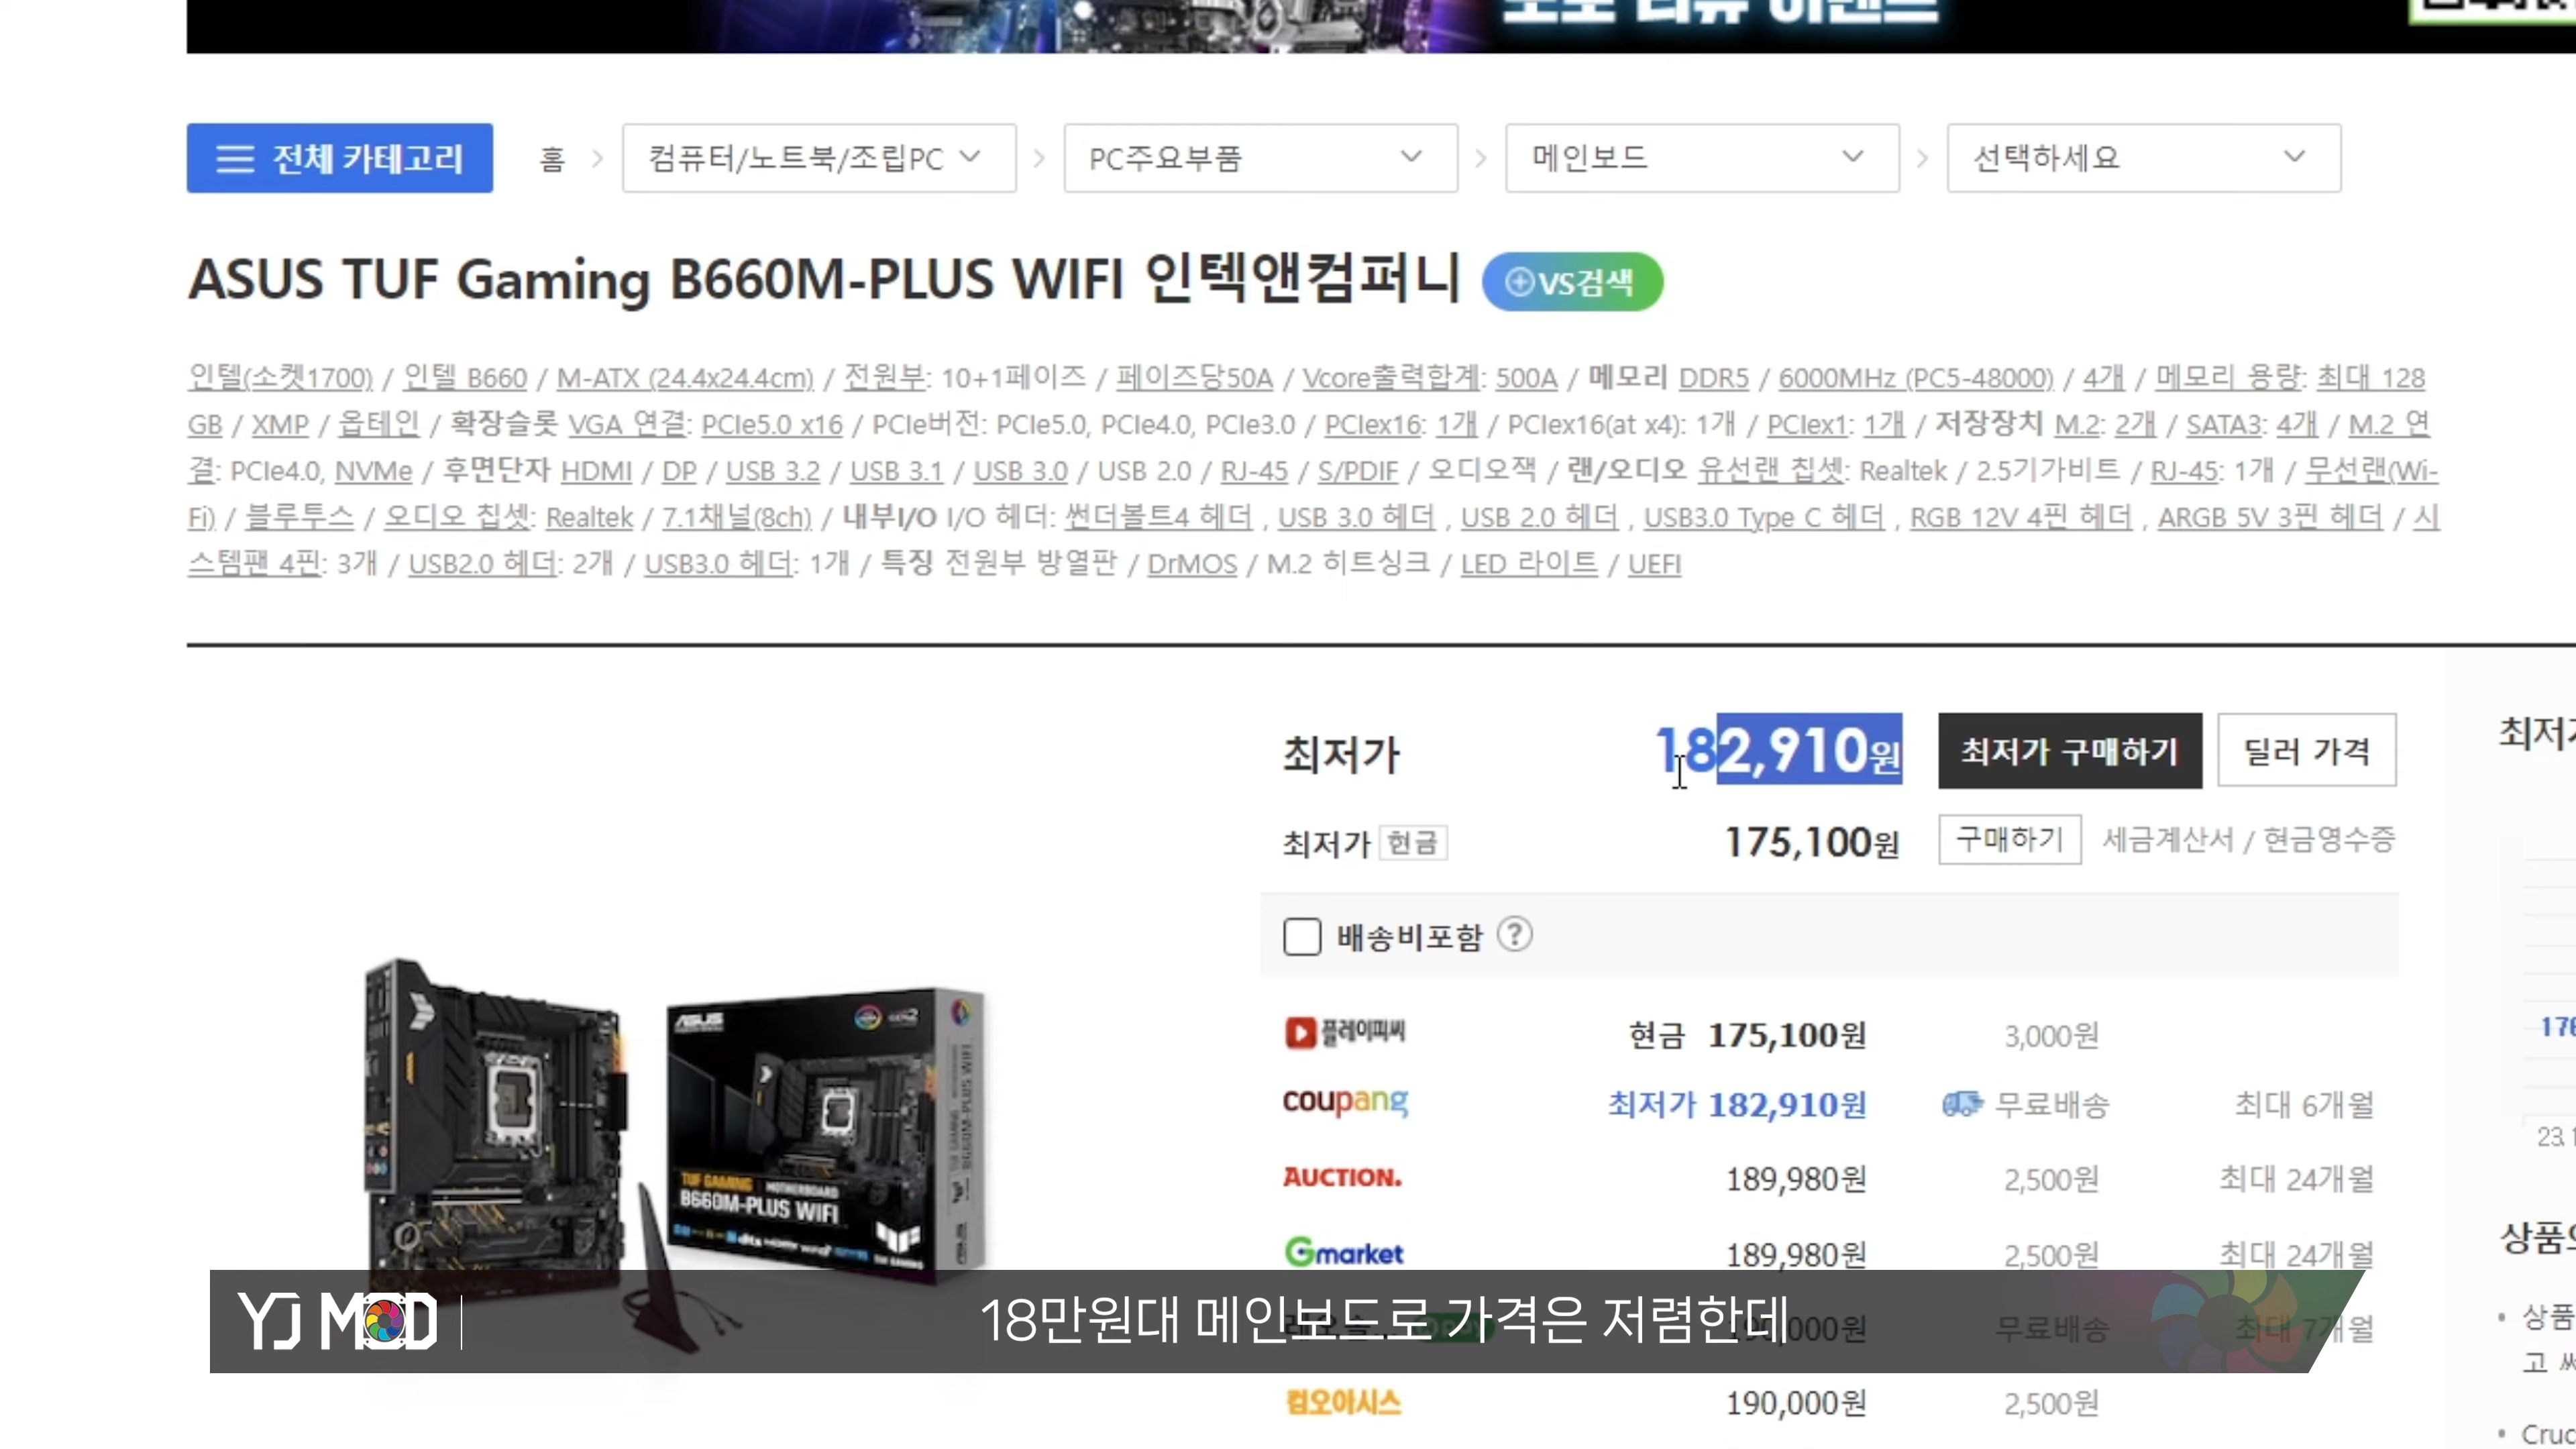 전체 카테고리 홈 컴퓨터/노트북/조립PC PC주요부품 메인보드 선택하세요
ASUS TUF Gaming B660M-PLUS WIFI 인텍앤컴퍼니 VS검색
인텔(소켓1700) / 인텔 B660 / M-ATX (24.4x24.4cm) / 전원부: 10+1페이즈 / 페이즈당50A / Vcore출력합계: 500A / 메모리 DDR5 / 6000MHz (PC5-48000) / 4개 / 메모리 용량: 최대 128
GB / XMP / 옵테인 / 확장슬롯 VGA 연결: PCIe5.0 x16 / PCIe버전: PCIe5.0, PCIe4.0, PCIe3.0 / PCIex16: 1개 / PCIex16(at x4): 1개 / PCIex1: 1개 / 저장장치 M.2: 2개 / SATA3: 4개 / M.2 연
결: PCIe4.0, NVMe / 후면단자 HDMI / DP / USB 3.2 / USB 3.1 / USB 3.0 / USB 2.0 / RJ-45 / S/PDIF / 오디오잭 / 랜/오디오 유선랜 칩셋: Realtek / 2.5기가비트 / RJ-45: 1개 / 무선랜(Wi-
Fi) / 블루투스 / 오디오 칩셋: Realtek / 7.1채널(8ch) / 내부I/O I/O 헤더: 썬더볼트4 헤더 , USB 3.0 헤더 , USB 2.0 헤더 , USB3.0 Type C 헤더 , RGB 12V 4핀 헤더 , ARGB 5V 3핀 헤더 / 시
스템팬 4핀: 3개 / USB2.0 헤더: 2개 / USB3.0 헤더: 1개 / 특징 전원부 방열판 / DrMOS / M.2 히트싱크 / LED 라이트 / UEFI
최저가 182,910원 최저가 구매하기 딜러 가격
최저가 현금 175,100원 구매하기 세금계산서 / 현금영수증
배송비포함 ?
플레이피씨 현금 175,100원 3,000원
coupang 최저가 182,910원 무료배송 최대 6개월
AUCTION. 189,980원 2,500원 최대 24개월
Gmarket 189,980원 2,500원 최대 24개월
무료배송 최대 7개월
컴오아시스 190,000원 2,500원
ASUS
TUF GAMING MOTHERBOARD
B660M-PLUS WIFI
YJ MOD
18만원대 메인보드로 가격은 저렴한데
23.1
상품
고